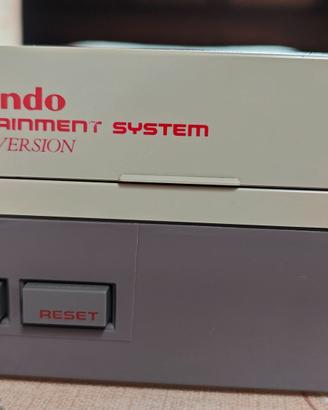 ndo
AINMENT SYSTEM
VERSION
RESET